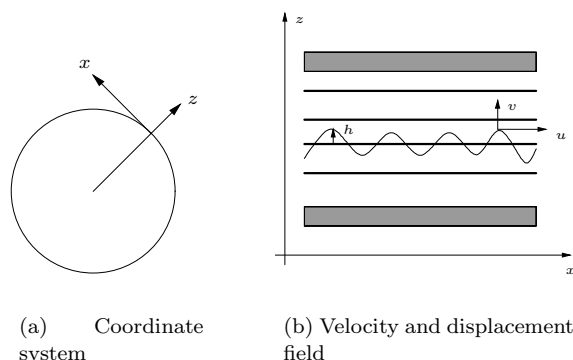 x
z
z
v
h
u
x
(a) Coordinate
system
(b) Velocity and displacement
field